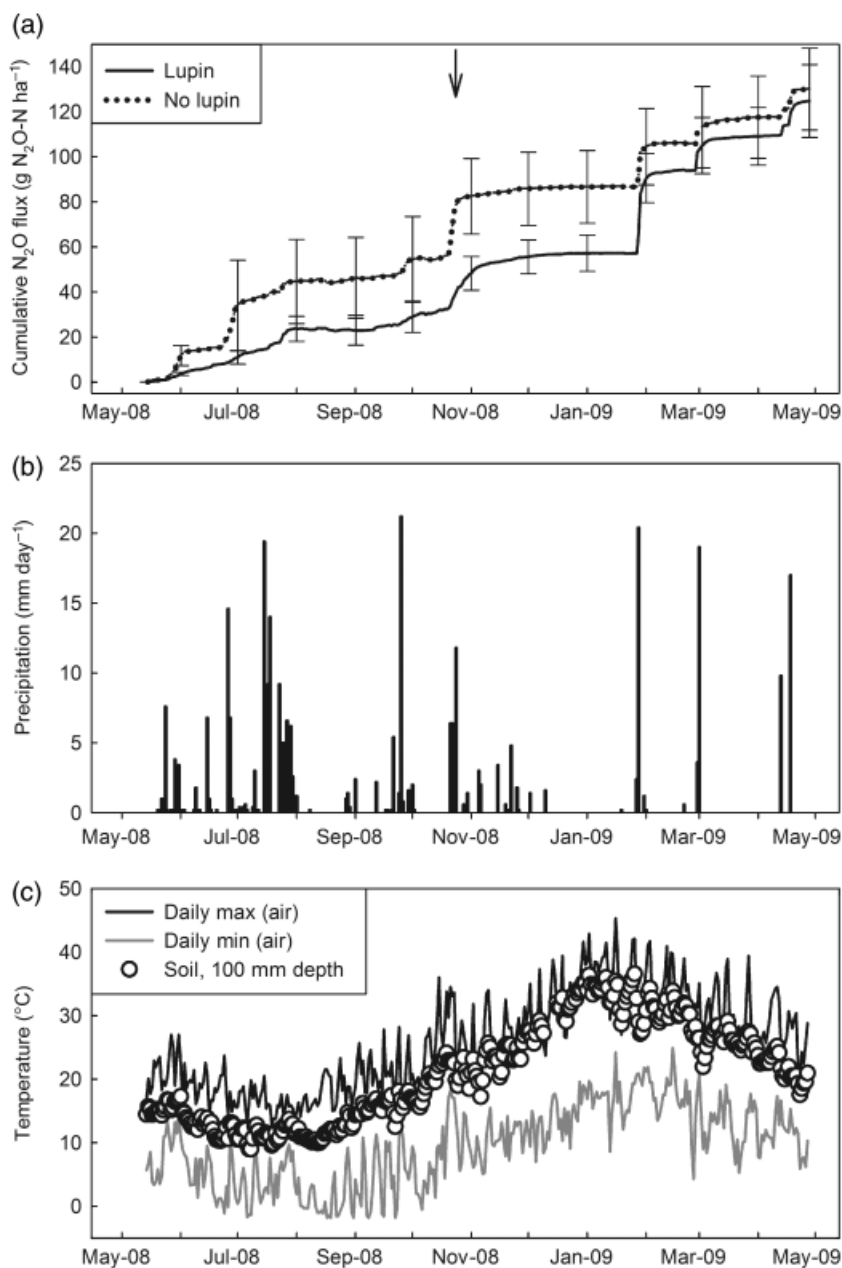 (a)
Cumulative N₂O flux (g N₂O-N ha⁻¹)
140
120
100
80
60
40
20
0
Lupin
No lupin
May-08 Jul-08 Sep-08 Nov-08 Jan-09 Mar-09 May-09
(b)
Precipitation (mm day⁻¹)
25
20
15
10
5
0
May-08 Jul-08 Sep-08 Nov-08 Jan-09 Mar-09 May-09
(c)
Temperature (°C)
50
40
30
20
10
0
Daily max (air)
Daily min (air)
Soil, 100 mm depth
May-08 Jul-08 Sep-08 Nov-08 Jan-09 Mar-09 May-09